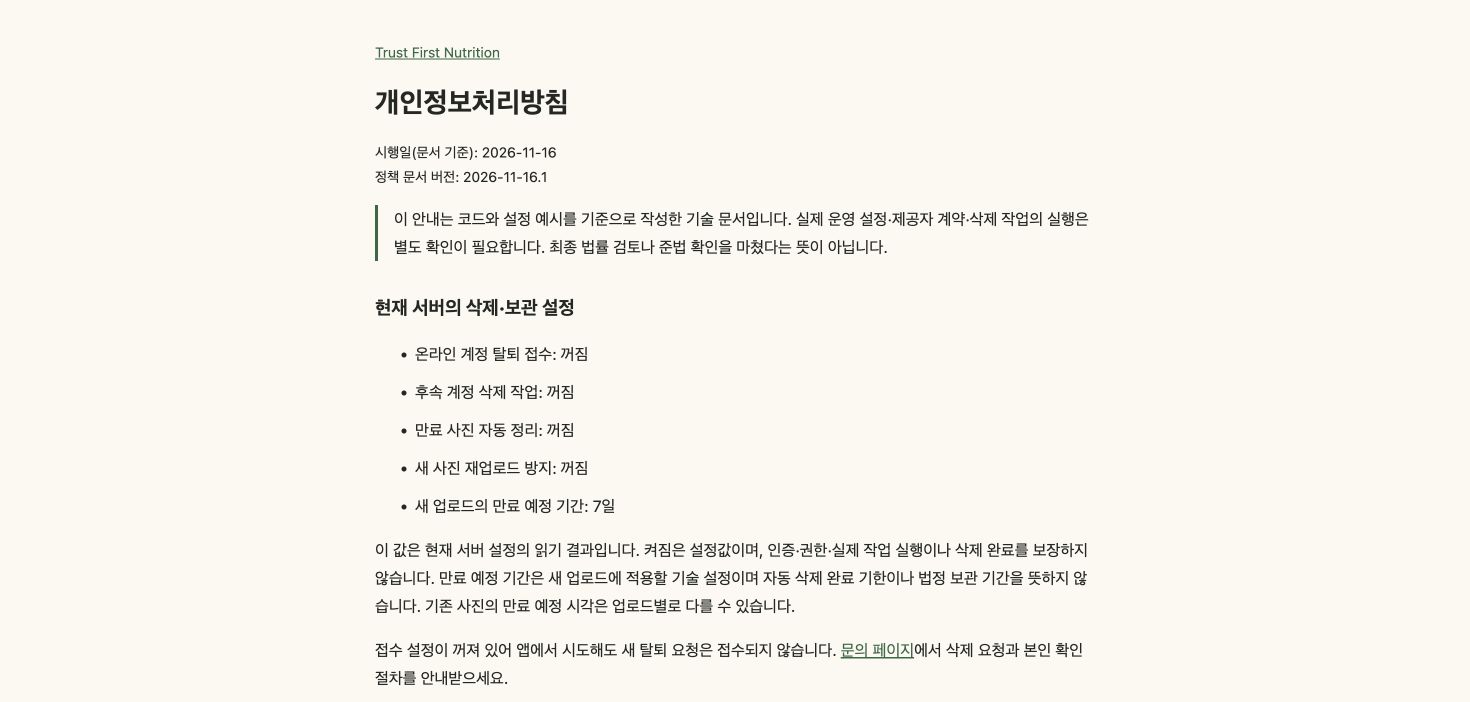 Trust First Nutrition
개인정보처리방침
시행일(문서 기준): 2026-11-16
정책 문서 버전: 2026-11-16.1
이 안내는 코드와 설정 예시를 기준으로 작성한 기술 문서입니다. 실제 운영 설정·제공자 계약·삭제 작업의 실행은
별도 확인이 필요합니다. 최종 법률 검토나 준법 확인을 마쳤다는 뜻이 아닙니다.
현재 서버의 삭제·보관 설정
• 온라인 계정 탈퇴 접수: 꺼짐
• 후속 계정 삭제 작업: 꺼짐
• 만료 사진 자동 정리: 꺼짐
• 새 사진 재업로드 방지: 꺼짐
• 새 업로드의 만료 예정 기간: 7일
이 값은 현재 서버 설정의 읽기 결과입니다. 켜짐은 설정값이며, 인증·권한·실제 작업 실행이나 삭제 완료를 보장하지
않습니다. 만료 예정 기간은 새 업로드에 적용할 기술 설정이며 자동 삭제 완료 기한이나 법정 보관 기간을 뜻하지 않
습니다. 기존 사진의 만료 예정 시각은 업로드별로 다를 수 있습니다.
접수 설정이 꺼져 있어 앱에서 시도해도 새 탈퇴 요청은 접수되지 않습니다. 문의 페이지에서 삭제 요청과 본인 확인
절차를 안내받으세요.